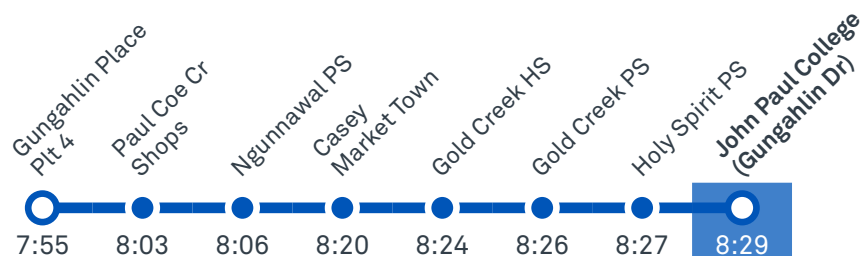 Gungahlin Place
Plt 4
Paul Coe Cr
Shops
Ngunnawal PS
Casey
Market Town
Gold Creek HS
Gold Creek PS
Holy Spirit PS
John Paul College
(Gungahlin Dr)
7:55 8:03 8:06 8:20 8:24 8:26 8:27 8:29